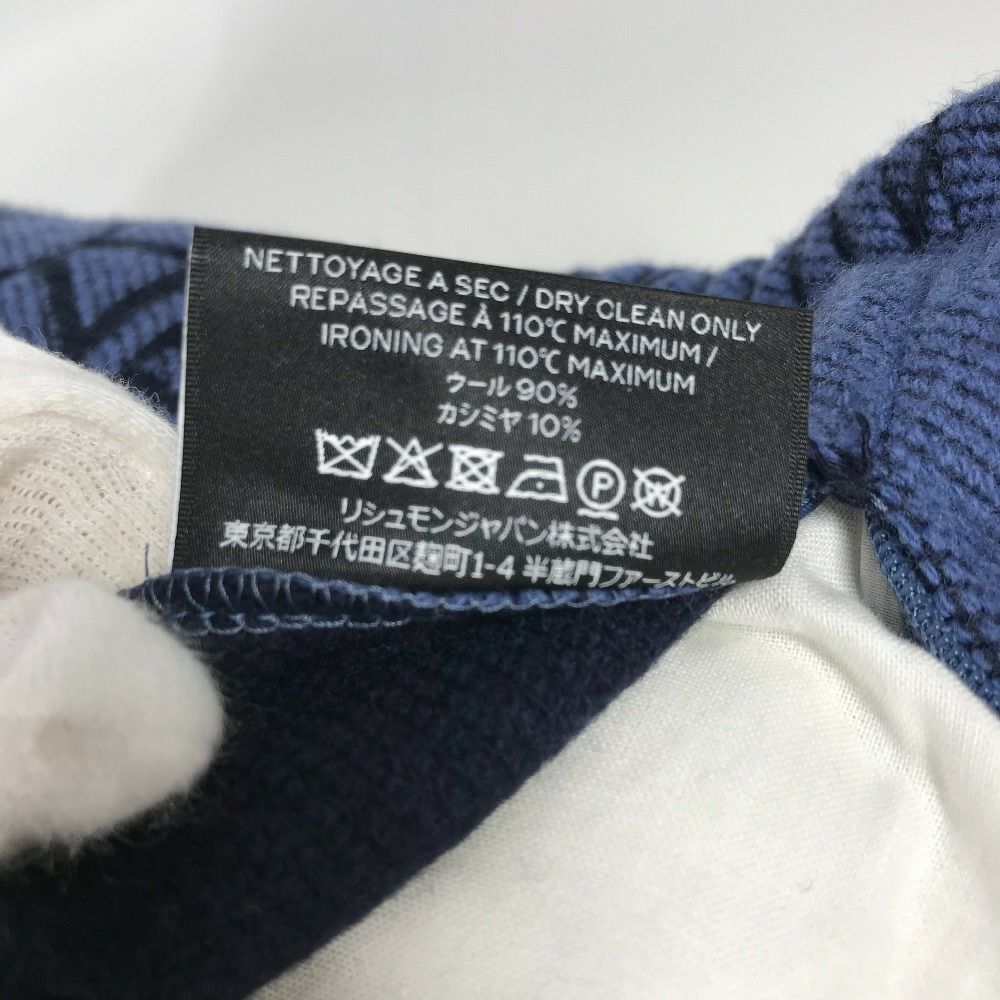 NETTOYAGE A SEC / DRY CLEAN ONLY
REPASSAGE À 110℃ MAXIMUM /
IRONING AT 110℃ MAXIMUM
ウール 90%
カシミヤ 10%
P W
リシュモンジャパン株式会社
東京都千代田区麹町1-4 半蔵門ファーストビル